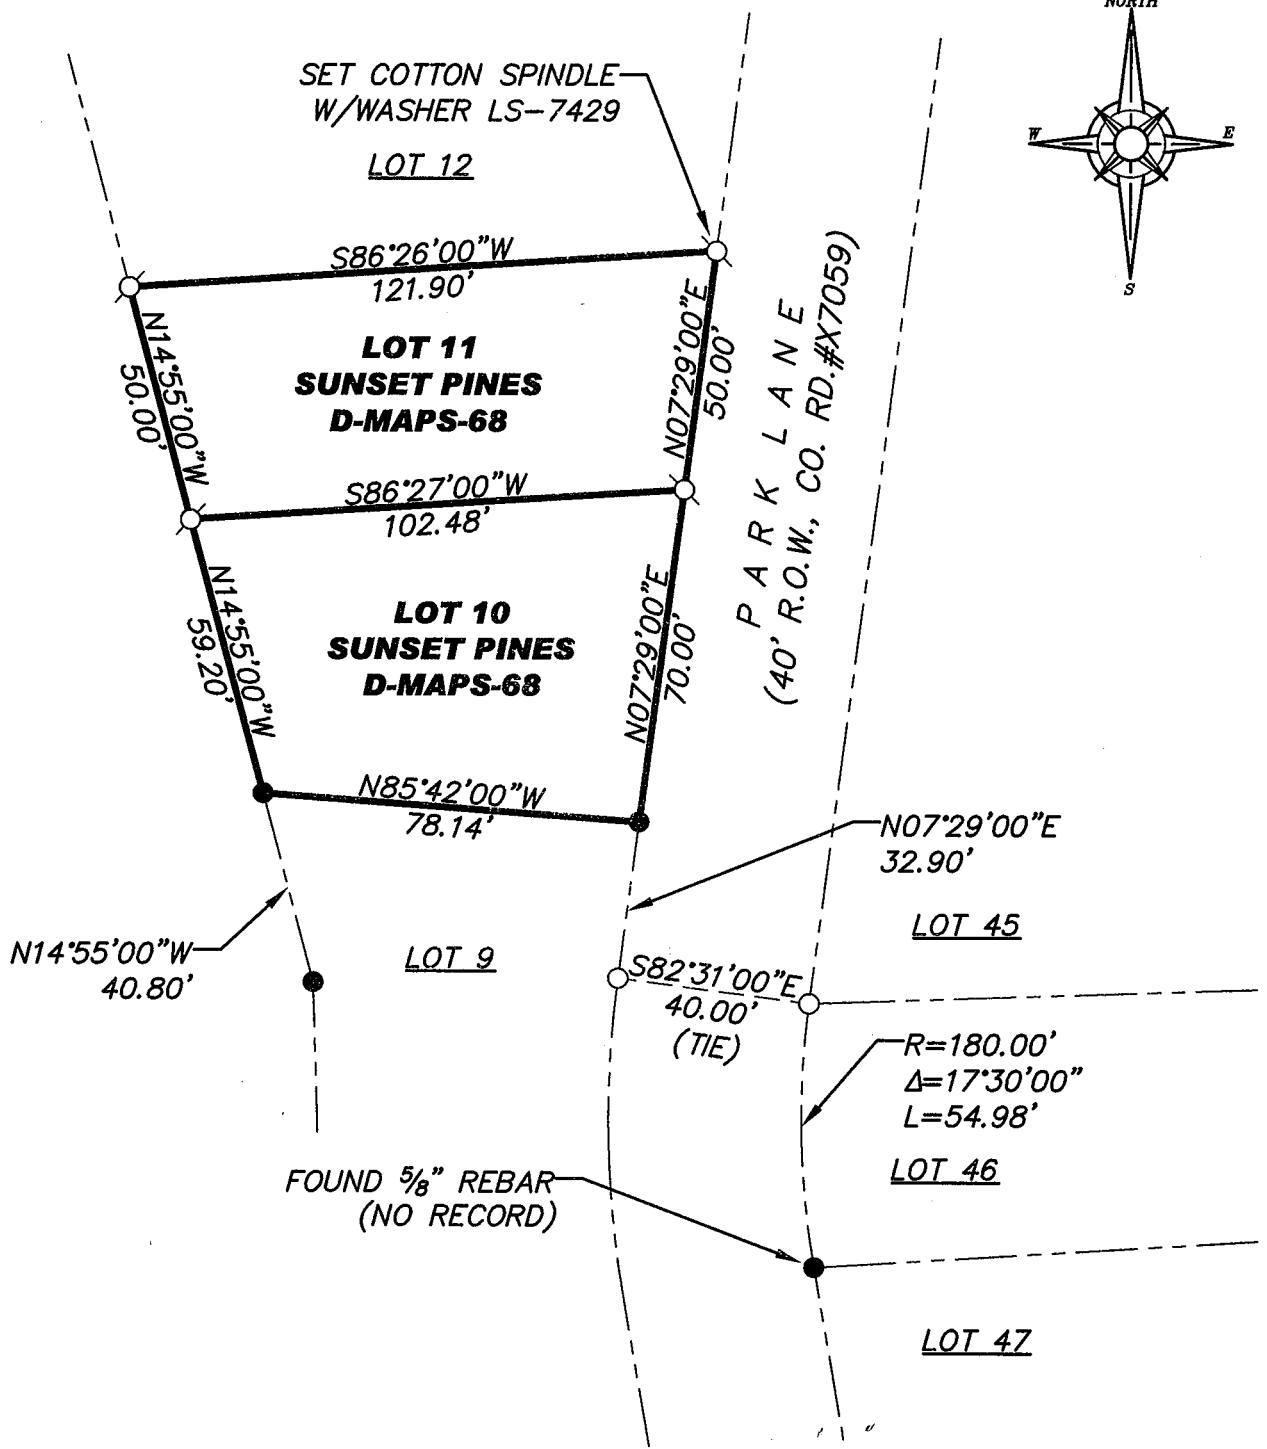 NORTH
W
E
S
SET COTTON SPINDLE
W/WASHER LS-7429
LOT 12
S86°26'00"W
121.90'
N14°55'00"W
50.00'
LOT 11
SUNSET PINES
D-MAPS-68
N07°29'00"E
50.00'
PARK LANE
(40' R.O.W., CO. RD.#X7059)
S86°27'00"W
102.48'
N14°55'00"W
59.20'
LOT 10
SUNSET PINES
D-MAPS-68
N07°29'00"E
70.00'
N85°42'00"W
78.14'
N07°29'00"E
32.90'
N14°55'00"W
40.80'
LOT 9
LOT 45
S82°31'00"E
40.00'
(TIE)
R=180.00'
Δ=17°30'00"
L=54.98'
LOT 46
FOUND ⅝" REBAR
(NO RECORD)
LOT 47